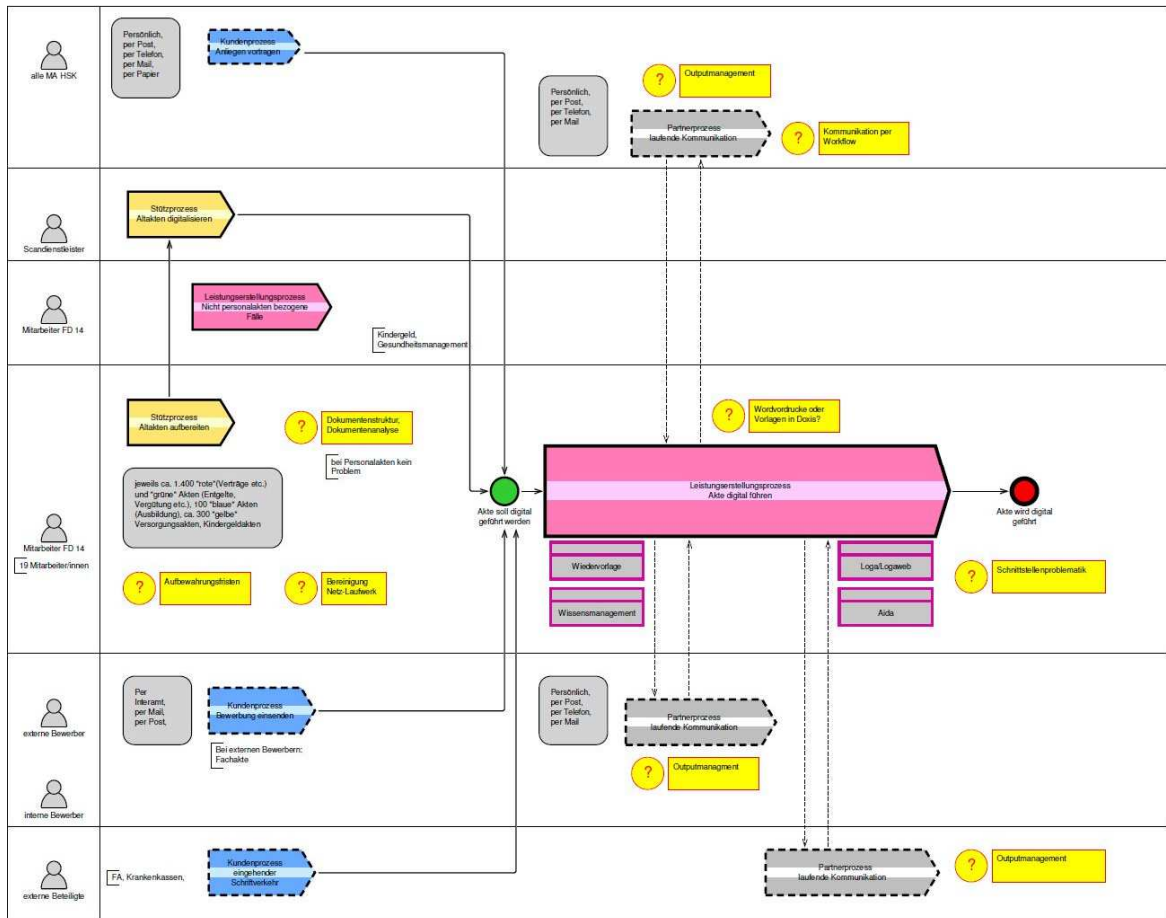 alle MA HSK
Persönlich,
per Post,
per Telefon,
per Mail,
per Papier
Kundenprozess
Anliegen vortragen
Persönlich,
per Post,
per Telefon,
per Mail
?
Outputmanagement
Partnerprozess
laufende Kommunikation
?
Kommunikation per
Workflow
Scandienstleister
Stützprozess
Altakten digitalisieren
Mitarbeiter FD 14
Leistungserstellungsprozess
Nicht personalakten bezogene
Fälle
Kindergeld,
Gesundheitsmanagement
Mitarbeiter FD 14
19 Mitarbeiter/innen
Stützprozess
Altakten aufbereiten
?
Dokumentenstruktur,
Dokumentenanalyse
bei Personalakten kein
Problem
jeweils ca. 1.400 "rote"(Verträge etc.)
und "grüne" Akten (Entgelte,
Vergütung etc.), 100 "blaue" Akten
(Ausbildung), ca. 300 "gelbe"
Versorgungsakten, Kindergeldakten
?
Aufbewahrungsfristen
?
Bereinigung
Netz-Laufwerk
Akte soll digital
geführt werden
?
Wordvordrucke oder
Vorlagen in Doxis?
Leistungserstellungsprozess
Akte digital führen
Akte wird digital
geführt
Wiedervorlage
Wissensmanagement
Loga/Logaweb
Aida
?
Schnittstellenproblematik
externe Bewerber
interne Bewerber
Per
Interamt,
per Mail,
per Post,
Kundenprozess
Bewerbung einsenden
Bei externen Bewerbern:
Fachakte
Persönlich,
per Post,
per Telefon,
per Mail
Partnerprozess
laufende Kommunikation
?
Outputmanagment
externe Beteiligte
FA, Krankenkassen,
Kundenprozess
eingehender
Schriftverkehr
Partnerprozess
laufende Kommunikation
?
Outputmanagement